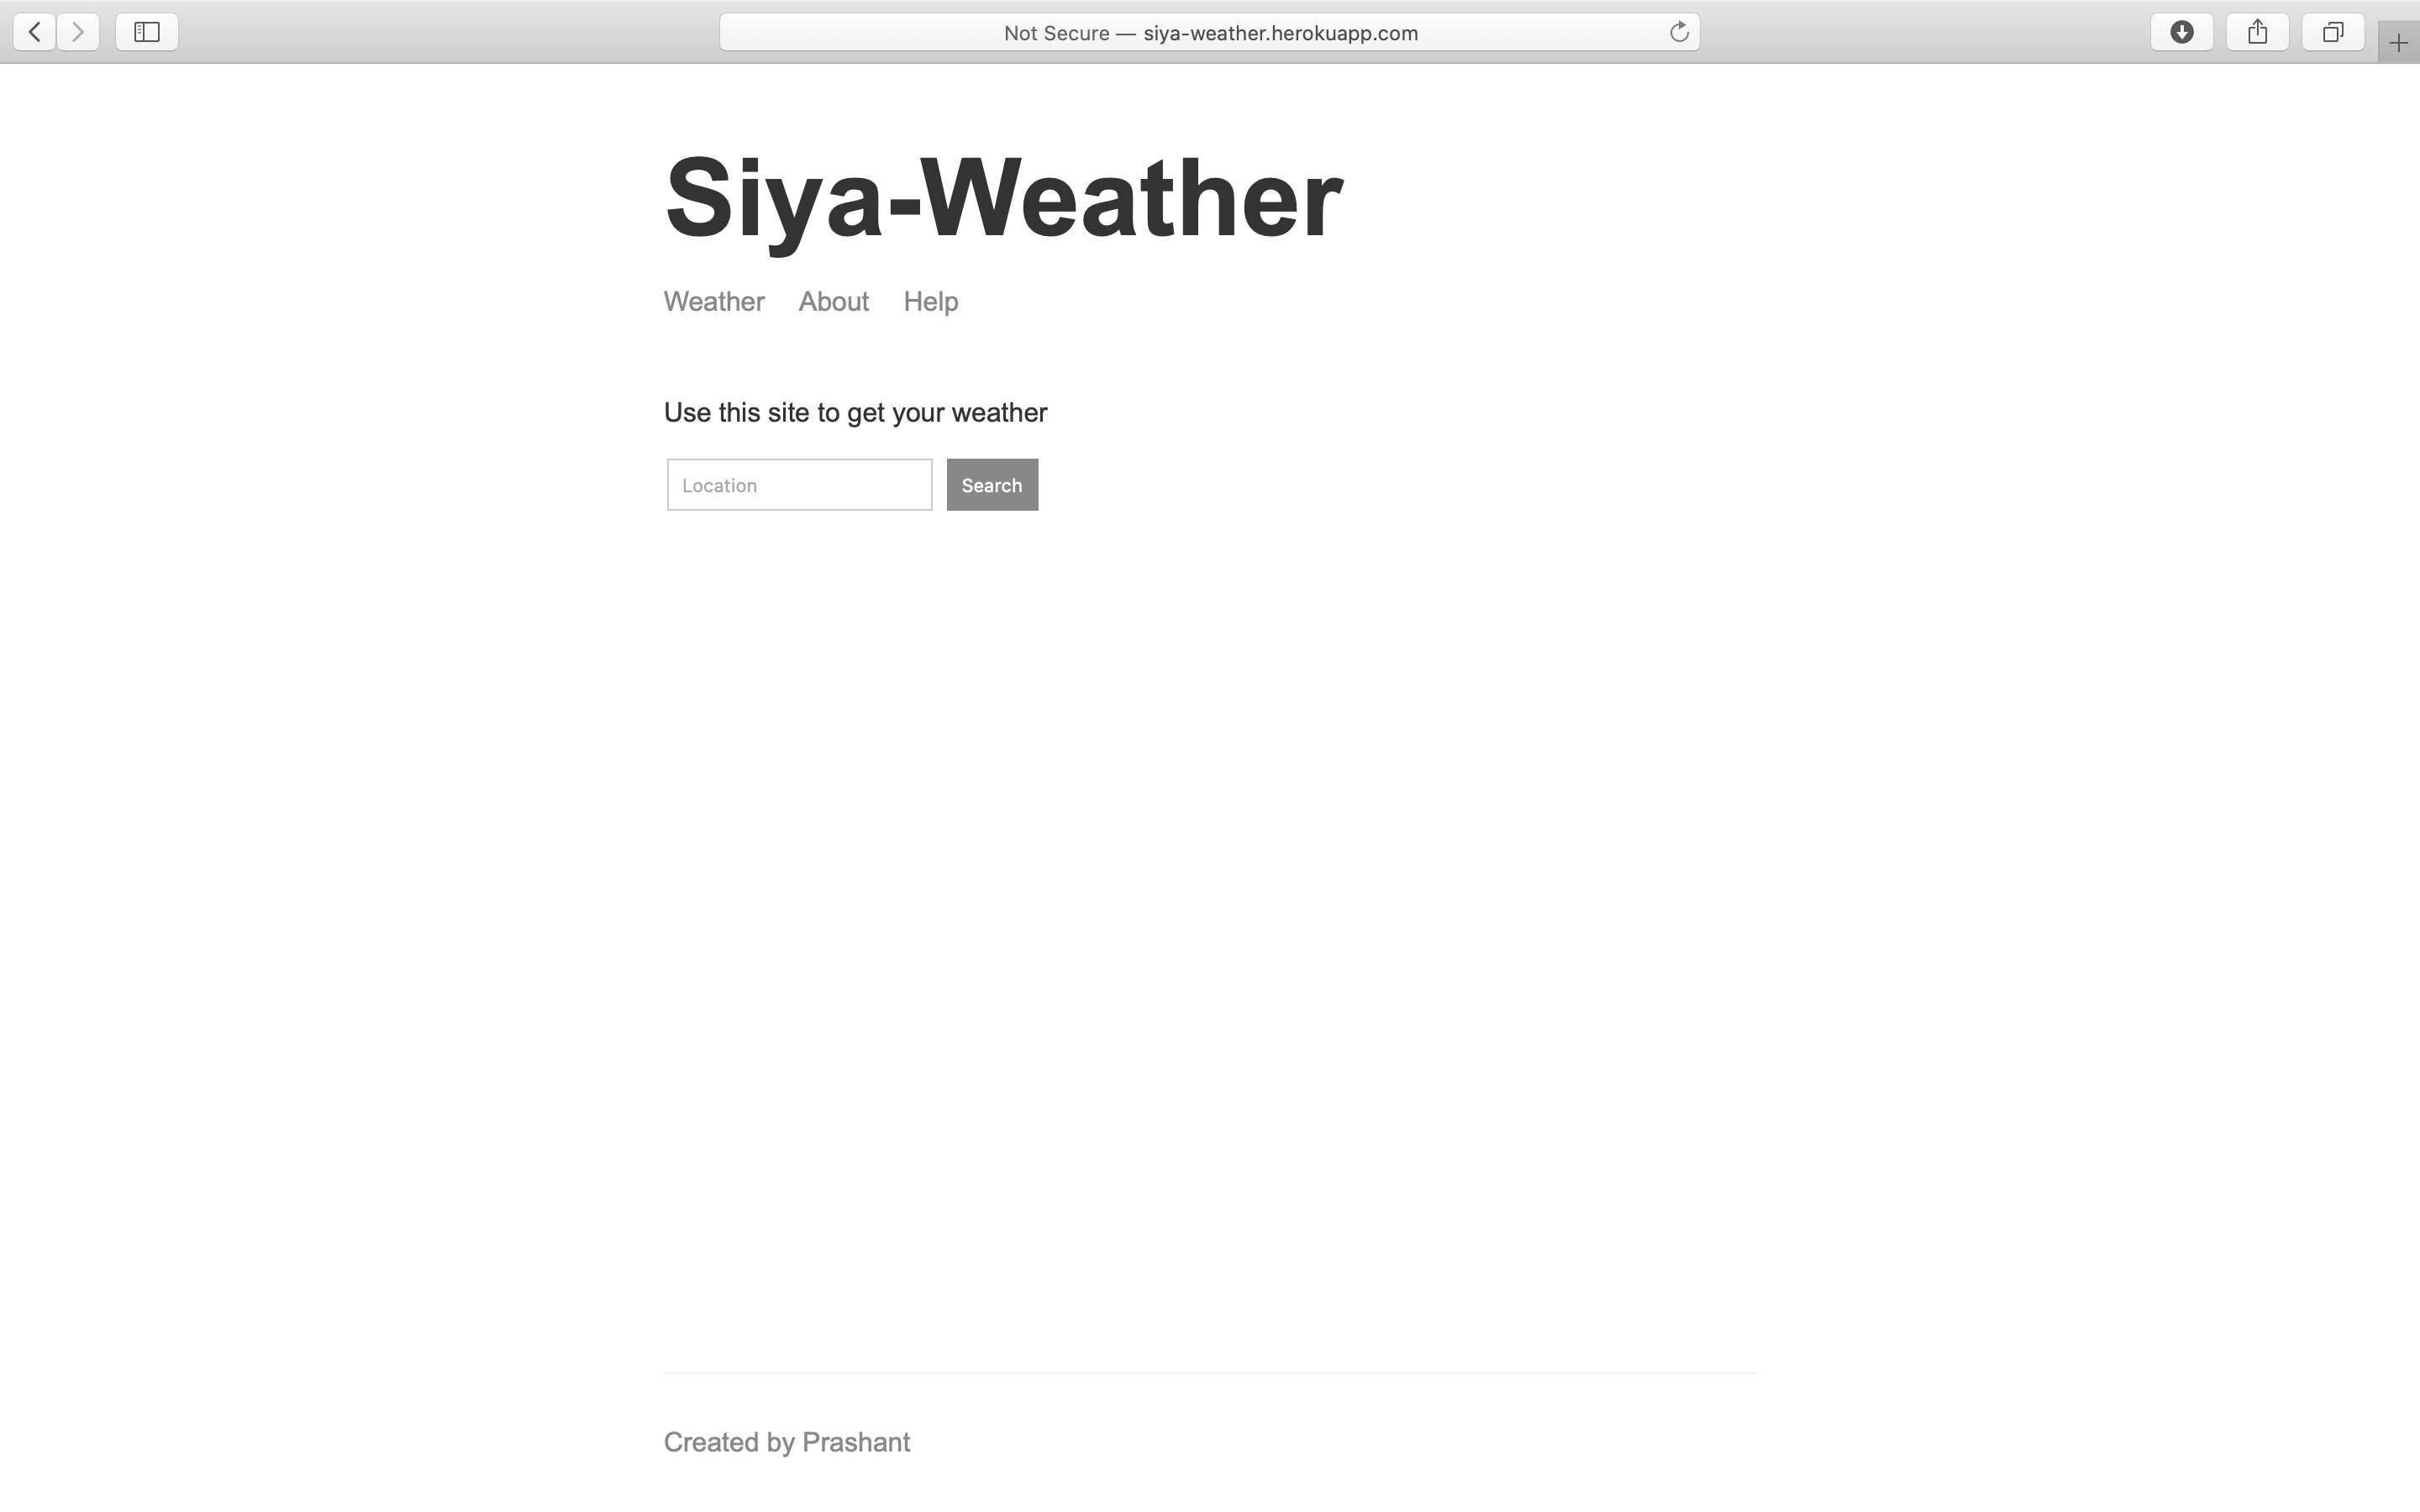 Not Secure — siya-weather.herokuapp.com
Siya-Weather
Weather About Help
Use this site to get your weather
Location Search
Created by Prashant